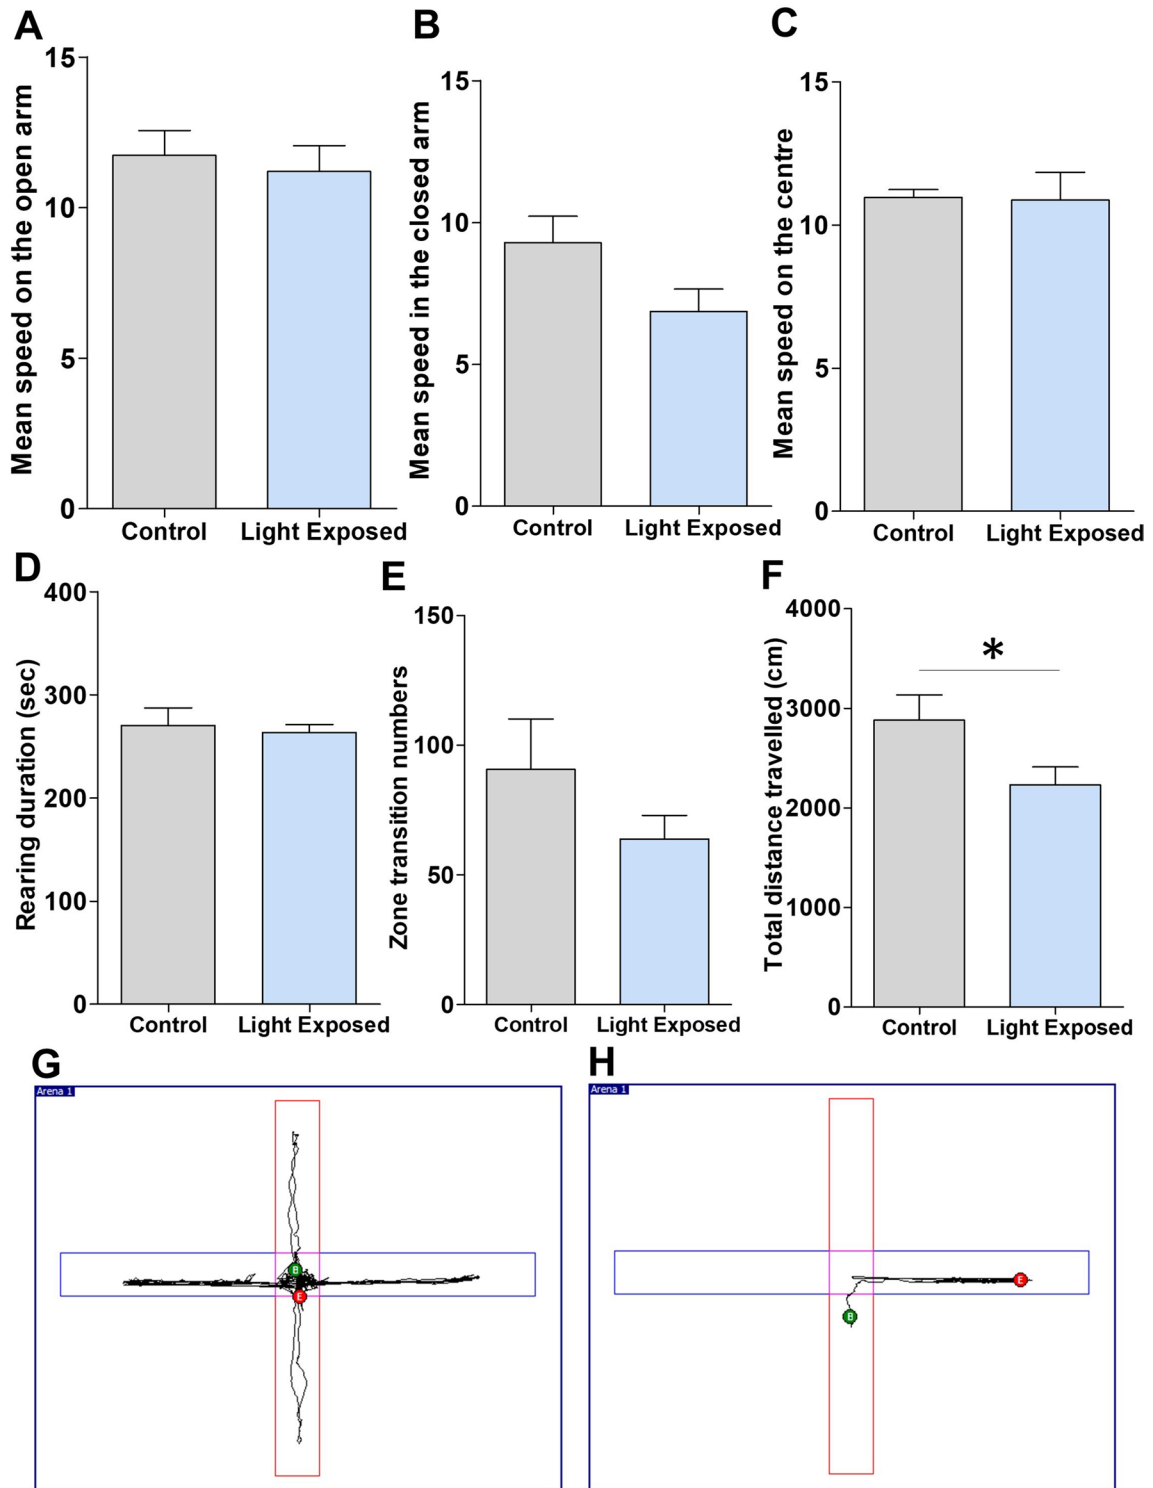 A
Mean speed on the open arm
15
10
5
0
Control Light Exposed
B
Mean speed in the closed arm
15
10
5
0
Control Light Exposed
C
Mean speed on the centre
15
10
5
0
Control Light Exposed
D
Rearing duration (sec)
400
300
200
100
0
Control Light Exposed
E
Zone transition numbers
150
100
50
0
Control Light Exposed
F
Total distance travelled (cm)
4000
3000
2000
1000
0
*
Control Light Exposed
G
Arena 1
B
E
H
Arena 1
E
B